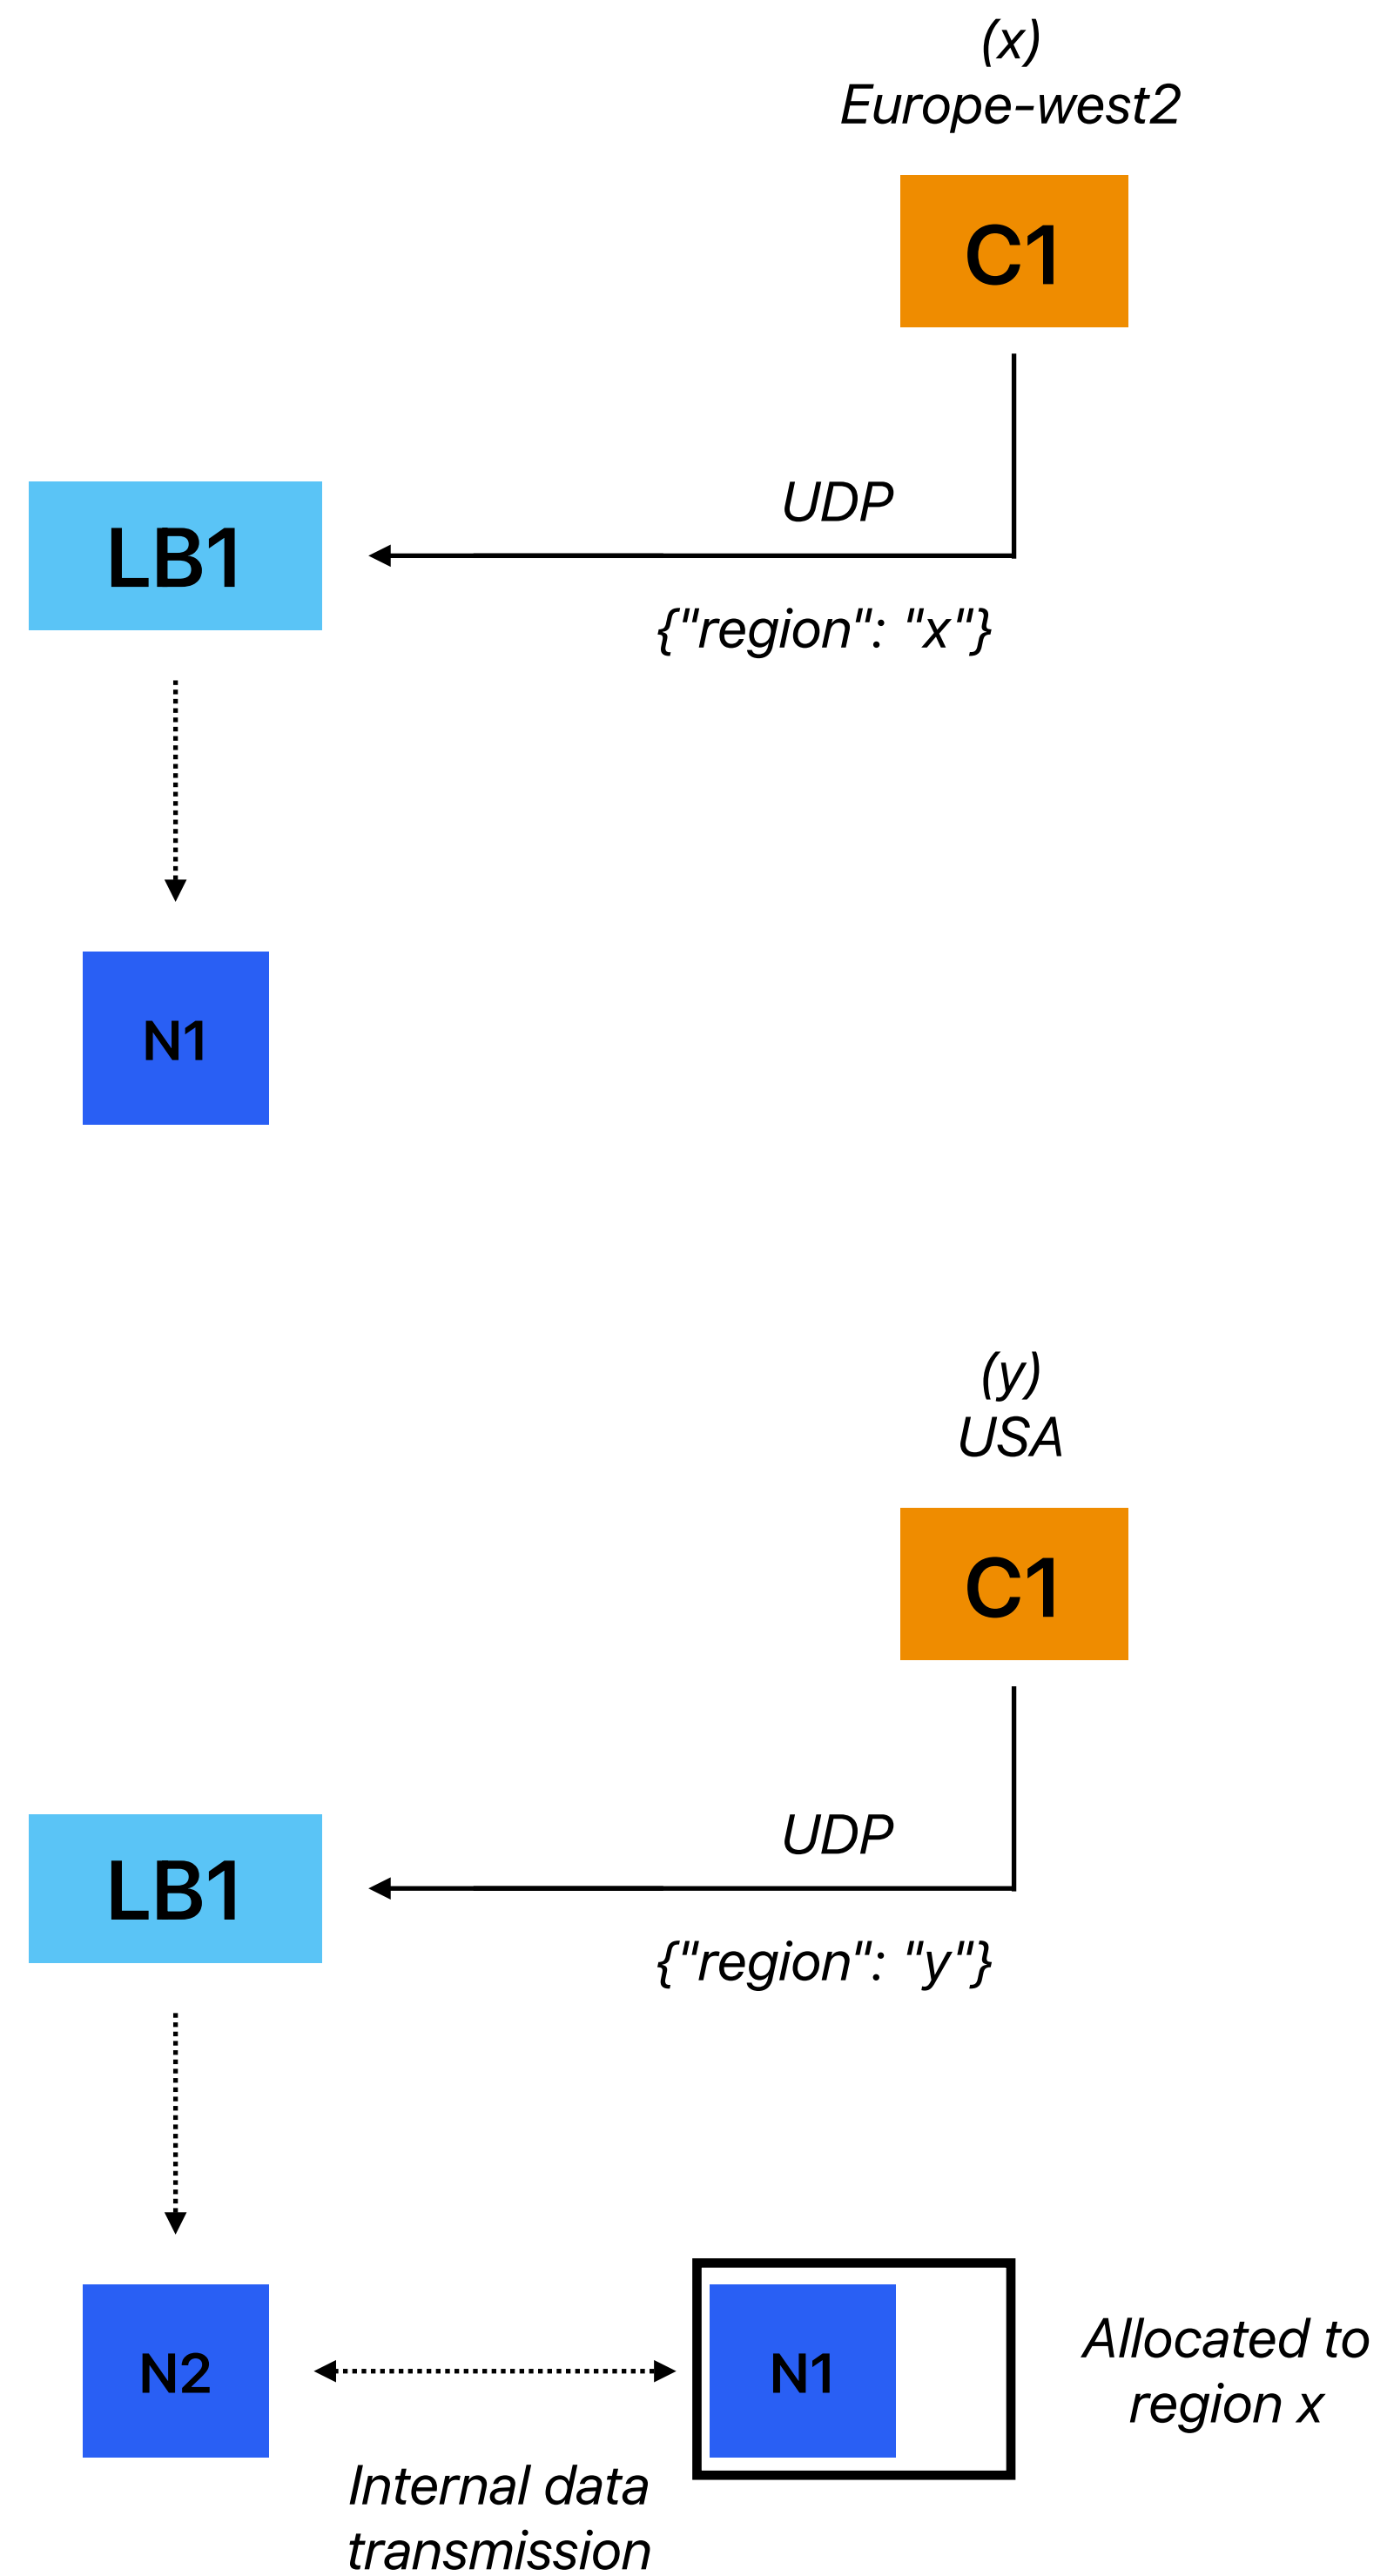 (x)
Europe-west2
C1
UDP
LB1
{"region": "x"}
N1
(y)
USA
C1
UDP
LB1
{"region": "y"}
N2
N1
Allocated to
region x
Internal data
transmission